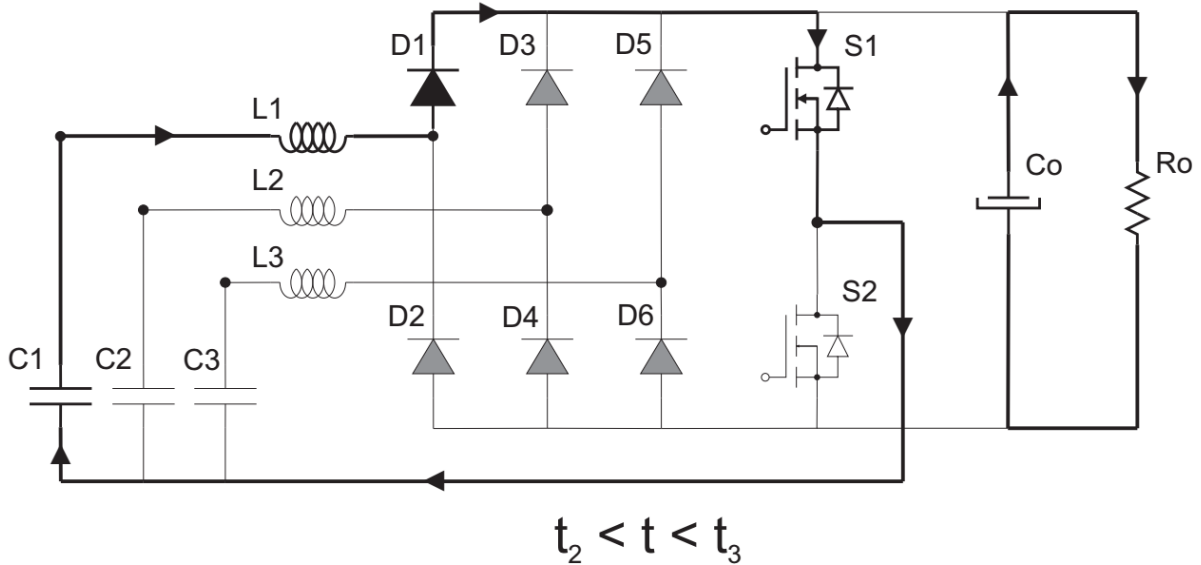 D1
D3
D5
S1
L1
Co
Ro
L2
L3
S2
D2
D4
D6
C1
C2
C3
t₂ < t < t₃